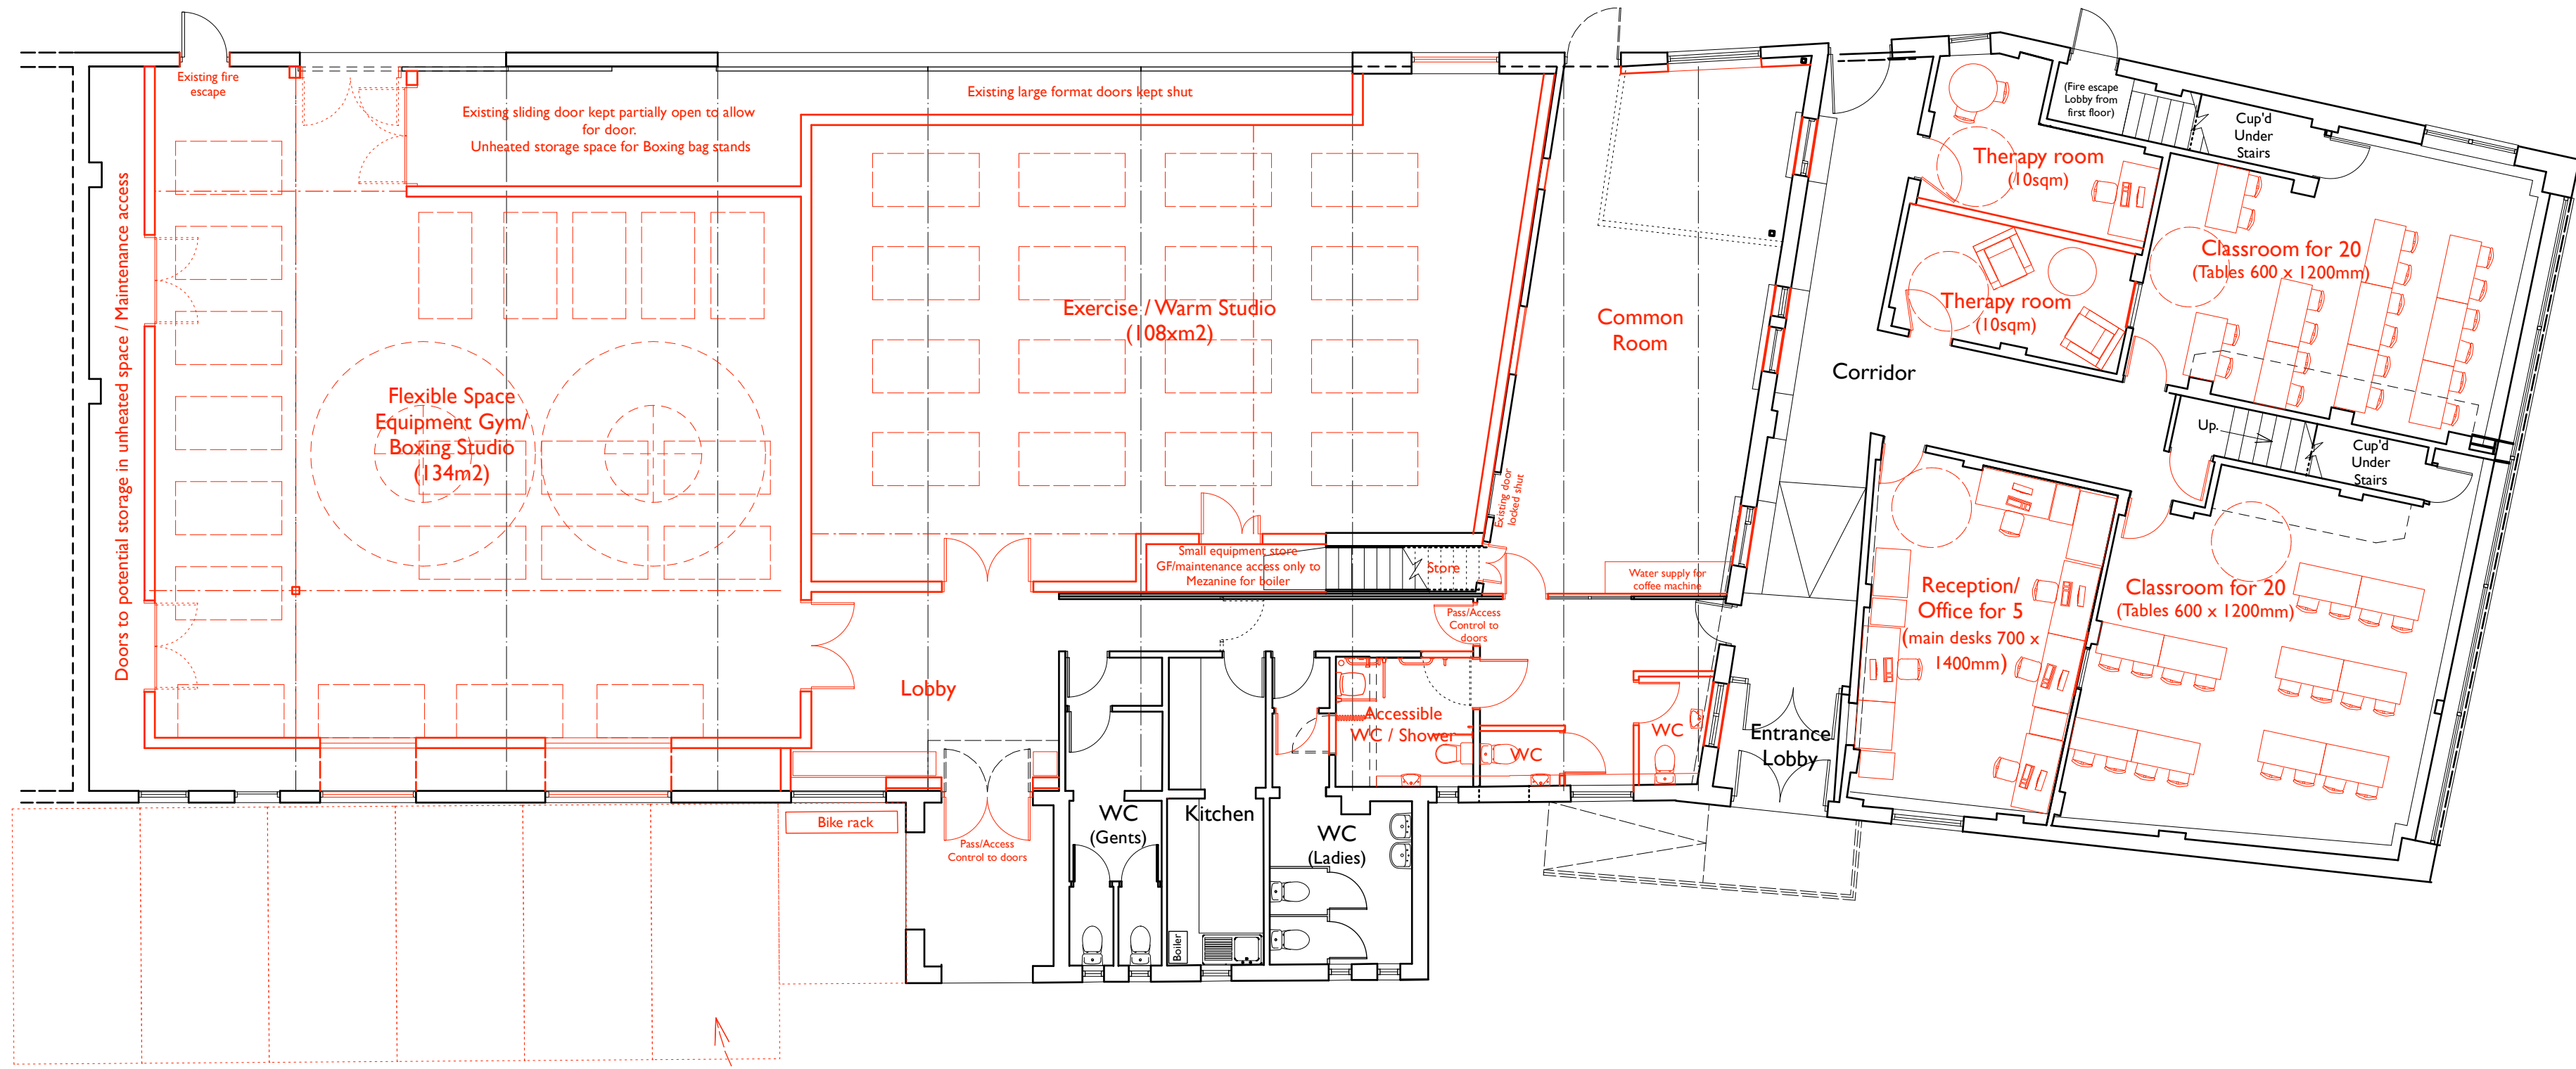 Existing fire
escape
Doors to potential storage in unheated space / Maintenance access
Existing sliding door kept partially open to allow
for door.
Unheated storage space for Boxing bag stands
Existing large format doors kept shut
Flexible Space
Equipment Gym/
Boxing Studio
(134m2)
Exercise / Warm Studio
(108xm2)
Common
Room
Existing door
locked shut
Small equipment store
GF/maintenance access only to
Mezanine for boiler
Store
Water supply for
coffee machine
Pass/Access
Control to
doors
Lobby
Bike rack
Pass/Access
Control to doors
WC
(Gents)
Kitchen
Boiler
WC
(Ladies)
Accessible
WC / Shower
WC
WC
Entrance
Lobby
Corridor
Therapy room
(10sqm)
Therapy room
(10sqm)
(Fire escape
Lobby from
first floor)
Cup'd
Under
Stairs
Classroom for 20
(Tables 600 x 1200mm)
Up.
Cup'd
Under
Stairs
Reception/
Office for 5
(main desks 700 x
1400mm)
Classroom for 20
(Tables 600 x 1200mm)